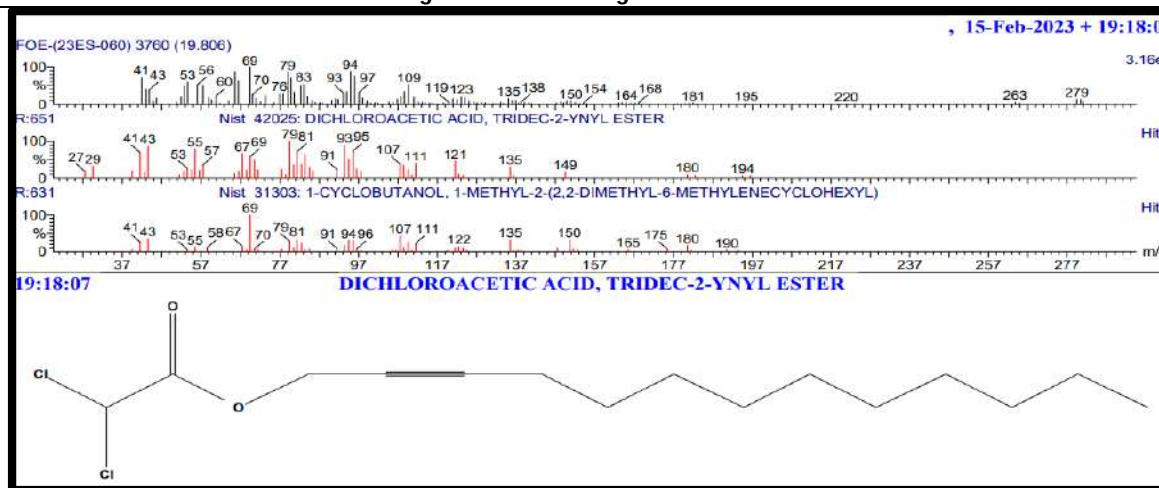 , 15-Feb-2023 + 19:18:0
FOE-(23ES-060) 3760 (19.806)
3.16e
100
%
0
41 43 53 56 60 69 70 76 79 83 93 94 97 109 119 123 135 138 150 154 164 168 181 195 220 263 279
R:651 Nist 42025: DICHLOROACETIC ACID, TRIDEC-2-YNYL ESTER Hit
100
%
0
27 29 41 43 53 55 57 67 69 79 81 91 93 95 107 111 121 135 149 180 194
R:631 Nist 31303: 1-CYCLOBUTANOL, 1-METHYL-2-(2,2-DIMETHYL-6-METHYLENECYCLOHEXYL) Hit
100
%
0
41 43 53 55 58 67 69 70 79 81 91 94 96 107 111 122 135 150 165 175 180 190
m/
37 57 77 97 117 137 157 177 197 217 237 257 277
19:18:07 DICHLOROACETIC ACID, TRIDEC-2-YNYL ESTER
O
Cl
O
Cl